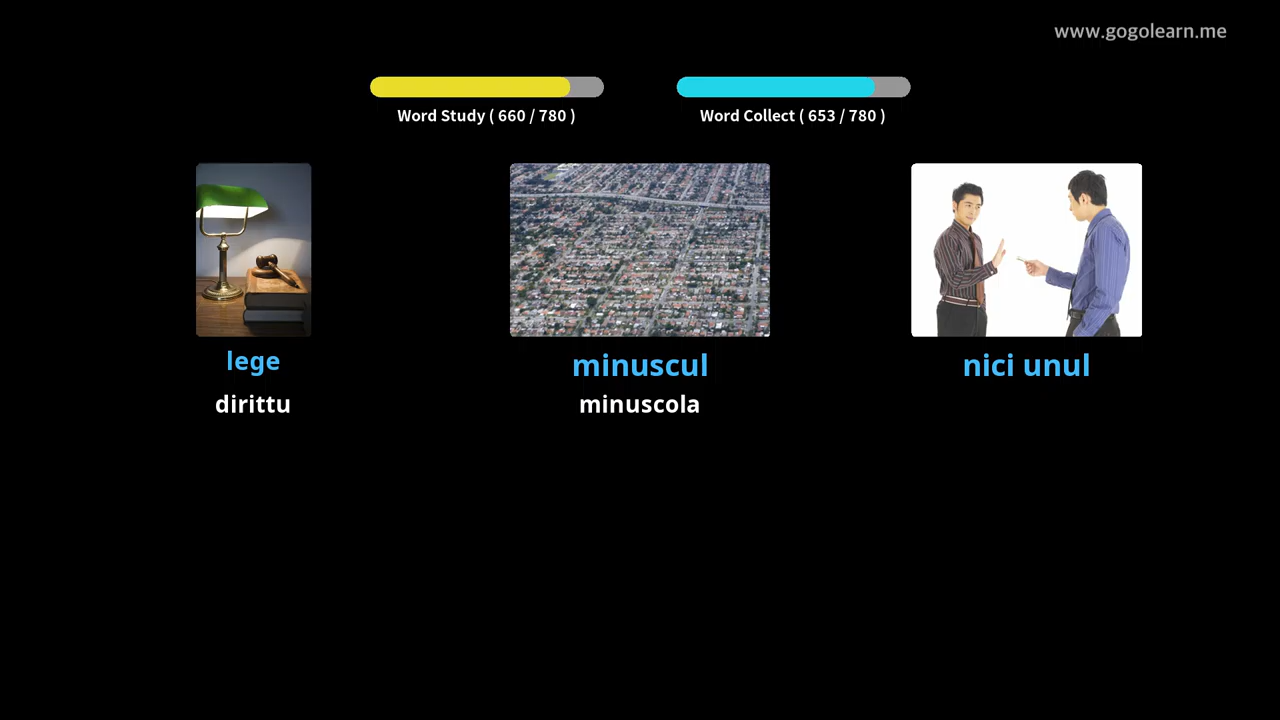 www.gogolearn.me
Word Study ( 660 / 780 )
Word Collect ( 653 / 780 )
lege
minuscul
nici unul
dirittu
minuscola